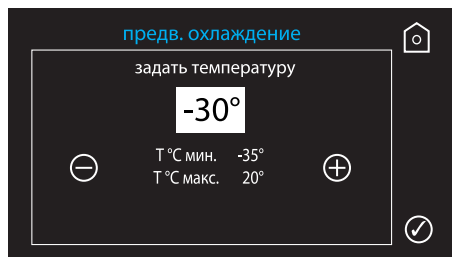 предв. охлаждение
задать температуру
-30°
T °C мин. -35°
T °C макс. 20°